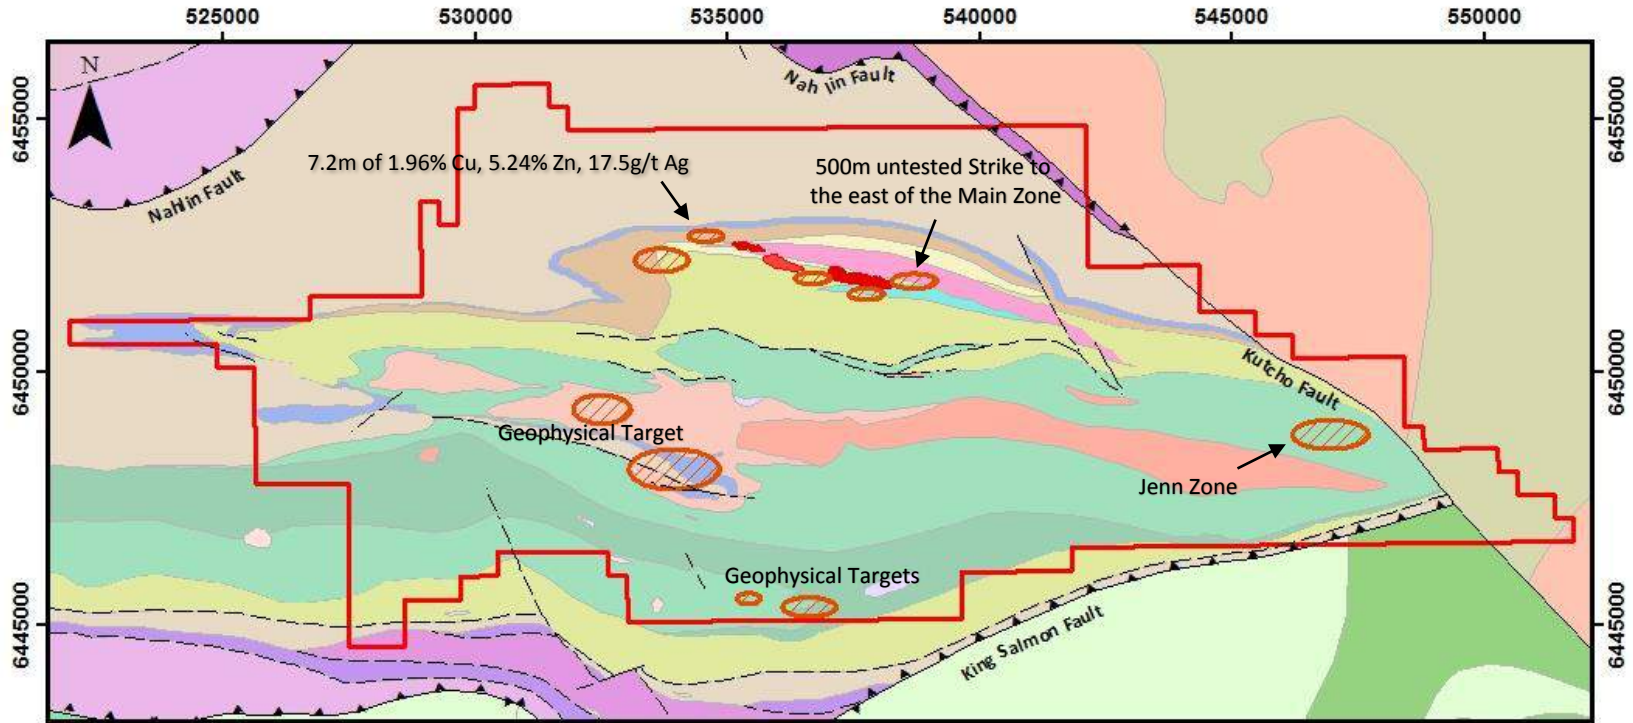 525000 530000 535000 540000 545000 550000
N
Nahlin Fault
6455000
6455000
7.2m of 1.96% Cu, 5.24% Zn, 17.5g/t Ag
500m untested Strike to
the east of the Main Zone
Nahlin Fault
6450000
6450000
Kutcho Fault
Geophysical Target
Jenn Zone
Geophysical Targets
6445000
6445000
King Salmon Fault